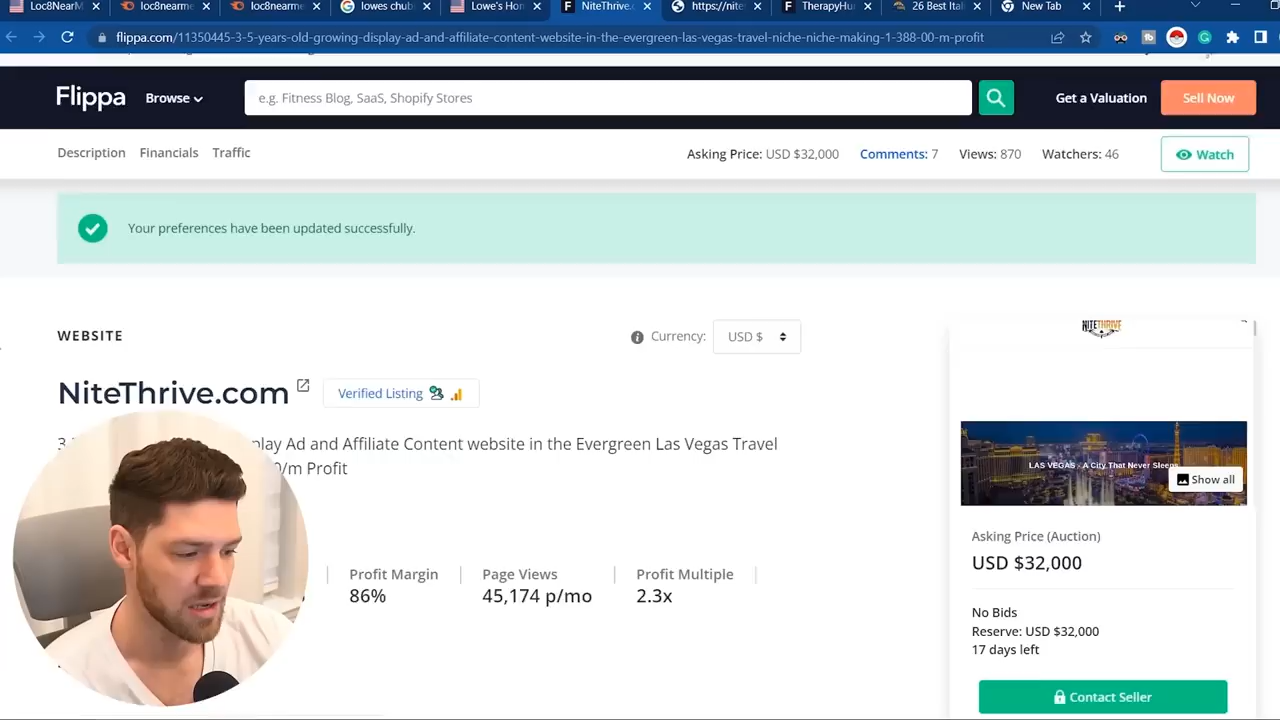 Loc8NearM
loc8nearme
loc8nearme
lowes chub
Lowe's Hon
NiteThrive.c
https://nites
TherapyHun
26 Best Itali
New Tab
flippa.com/11350445-3-5-years-old-growing-display-ad-and-affiliate-content-website-in-the-evergreen-las-vegas-travel-niche-niche-making-1-388-00-m-profit
Flippa
Browse
e.g. Fitness Blog, SaaS, Shopify Stores
Get a Valuation
Sell Now
Description
Financials
Traffic
Asking Price: USD $32,000
Comments: 7
Views: 870
Watchers: 46
Watch
Your preferences have been updated successfully.
WEBSITE
Currency:
USD $
NITETHRIVE
NiteThrive.com
Verified Listing
3
play Ad and Affiliate Content website in the Evergreen Las Vegas Travel
0/m Profit
LAS VEGAS - A City That Never Sleeps
Show all
Asking Price (Auction)
USD $32,000
Profit Margin
86%
Page Views
45,174 p/mo
Profit Multiple
2.3x
No Bids
Reserve: USD $32,000
17 days left
Contact Seller